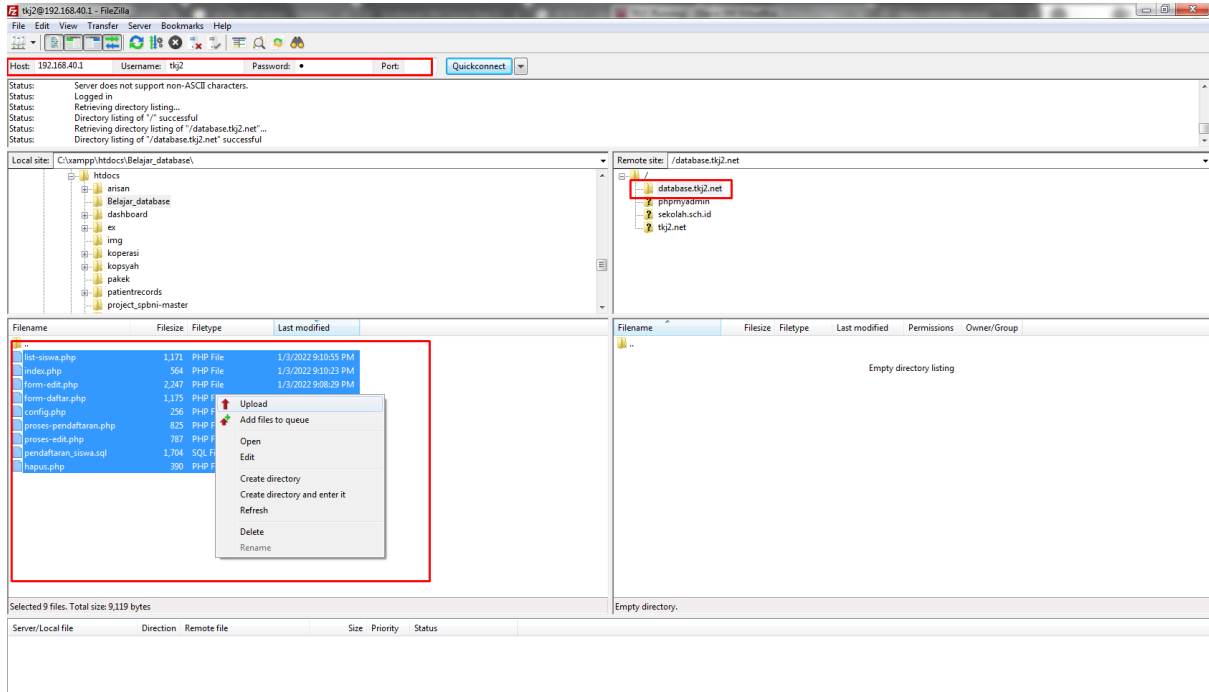 tkj2@192.168.40.1 - FileZilla
File Edit View Transfer Server Bookmarks Help
Host: 192.168.40.1 Username: tkj2 Password: ● Port: Quickconnect
Status: Server does not support non-ASCII characters.
Status: Logged in
Status: Retrieving directory listing...
Status: Directory listing of "/" successful
Status: Retrieving directory listing of "/database.tkj2.net"...
Status: Directory listing of "/database.tkj2.net" successful
Local site: C:\xampp\htdocs\Belajar_database\
htdocs
arisan
Belajar_database
dashboard
ex
img
koperasi
kopsyah
pakek
patientrecords
project_spbni-master
Remote site: /database.tkj2.net
/
database.tkj2.net
phpmyadmin
sekolah.sch.id
tkj2.net
Filename Filesize Filetype Last modified
..
list-siswa.php 1,171 PHP File 1/3/2022 9:10:55 PM
index.php 564 PHP File 1/3/2022 9:10:23 PM
form-edit.php 2,247 PHP File 1/3/2022 9:08:29 PM
form-daftar.php 1,175 PHP F
config.php 256 PHP F
proses-pendaftaran.php 825 PHP F
proses-edit.php 787 PHP F
pendaftaran_siswa.sql 1,704 SQL Fi
hapus.php 390 PHP F
Upload
Add files to queue
Open
Edit
Create directory
Create directory and enter it
Refresh
Delete
Rename
Selected 9 files. Total size: 9,119 bytes
Filename Filesize Filetype Last modified Permissions Owner/Group
..
Empty directory listing
Empty directory.
Server/Local file Direction Remote file Size Priority Status